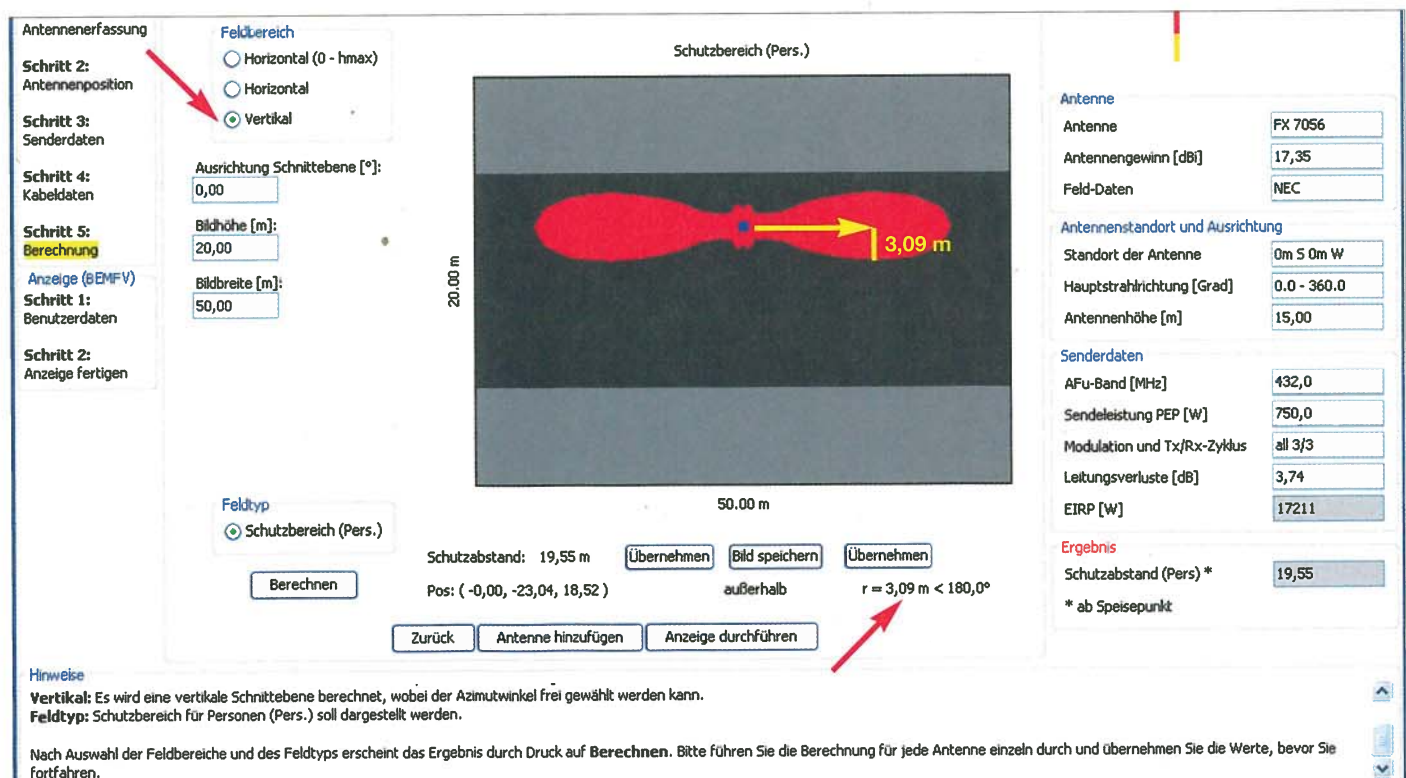 Antennenerfassung
Schritt 2:
Antennenposition
Schritt 3:
Senderdaten
Schritt 4:
Kabeldaten
Schritt 5:
Berechnung
Anzeige (BEMFV)
Schritt 1:
Benutzerdaten
Schritt 2:
Anzeige fertigen
Feldbereich
Horizontal (0 - hmax)
Horizontal
Vertikal
Ausrichtung Schnittebene [°]:
0,00
Bildhöhe [m]:
20,00
Bildbreite [m]:
50,00
Feldtyp
Schutzbereich (Pers.)
Berechnen
Schutzbereich (Pers.)
20.00 m
3,09 m
50.00 m
Schutzabstand: 19,55 m Übernehmen Bild speichern Übernehmen
Pos: ( -0,00, -23,04, 18,52 ) außerhalb r = 3,09 m < 180,0°
Zurück Antenne hinzufügen Anzeige durchführen
Antenne
Antenne FX 7056
Antennengewinn [dBi] 17,35
Feld-Daten NEC
Antennenstandort und Ausrichtung
Standort der Antenne 0m S 0m W
Hauptstrahlrichtung [Grad] 0.0 - 360.0
Antennenhöhe [m] 15,00
Senderdaten
AFu-Band [MHz] 432,0
Sendeleistung PEP [W] 750,0
Modulation und Tx/Rx-Zyklus all 3/3
Leitungsverluste [dB] 3,74
EIRP [W] 17211
Ergebnis
Schutzabstand (Pers) * 19,55
* ab Speisepunkt
Hinweise
Vertikal: Es wird eine vertikale Schnittebene berechnet, wobei der Azimutwinkel frei gewählt werden kann.
Feldtyp: Schutzbereich für Personen (Pers.) soll dargestellt werden.
Nach Auswahl der Feldbereiche und des Feldtyps erscheint das Ergebnis durch Druck auf Berechnen. Bitte führen Sie die Berechnung für jede Antenne einzeln durch und übernehmen Sie die Werte, bevor Sie
fortfahren.